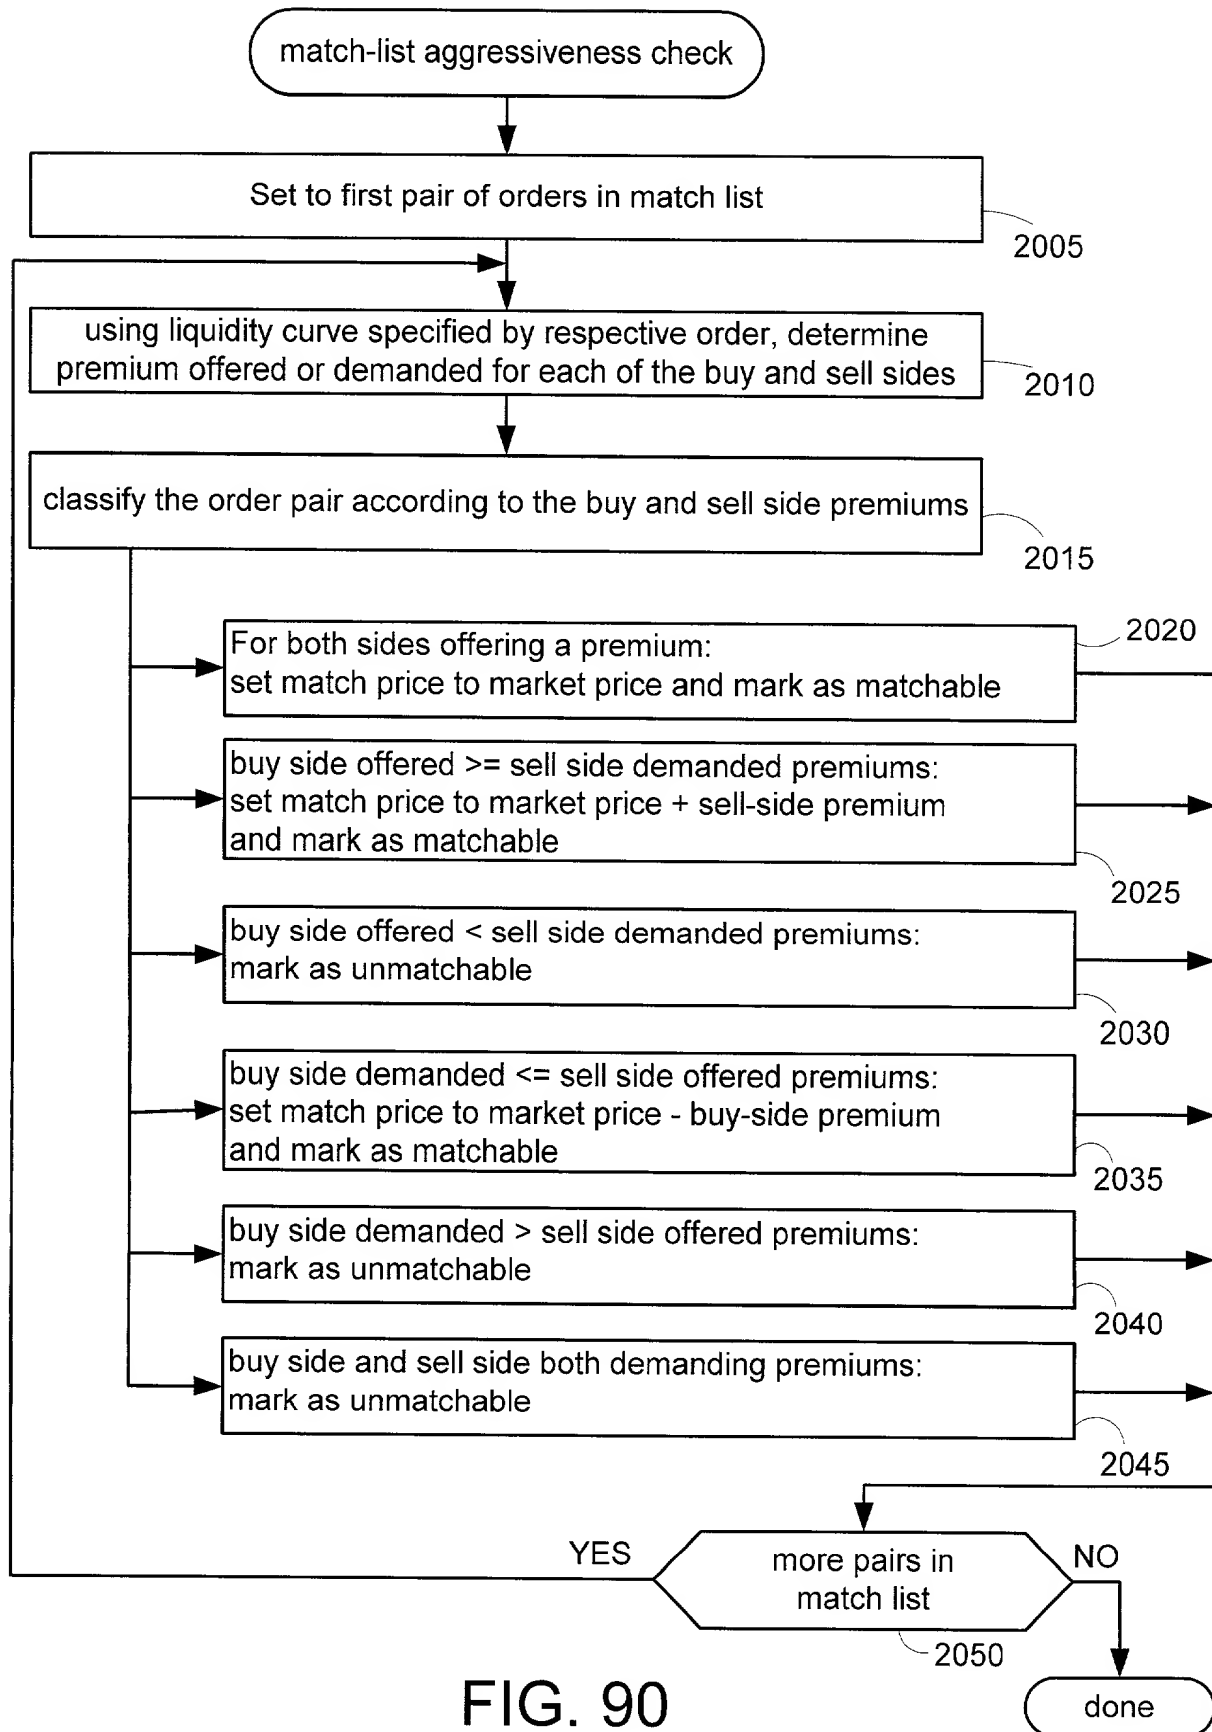 match-list aggressiveness check
Set to first pair of orders in match list
2005
using liquidity curve specified by respective order, determine
premium offered or demanded for each of the buy and sell sides
2010
classify the order pair according to the buy and sell side premiums
2015
2020
For both sides offering a premium:
set match price to market price and mark as matchable
buy side offered >= sell side demanded premiums:
set match price to market price + sell-side premium
and mark as matchable
2025
buy side offered < sell side demanded premiums:
mark as unmatchable
2030
buy side demanded <= sell side offered premiums:
set match price to market price - buy-side premium
and mark as matchable
2035
buy side demanded > sell side offered premiums:
mark as unmatchable
2040
buy side and sell side both demanding premiums:
mark as unmatchable
2045
YES
more pairs in
match list
NO
2050
done
FIG. 90